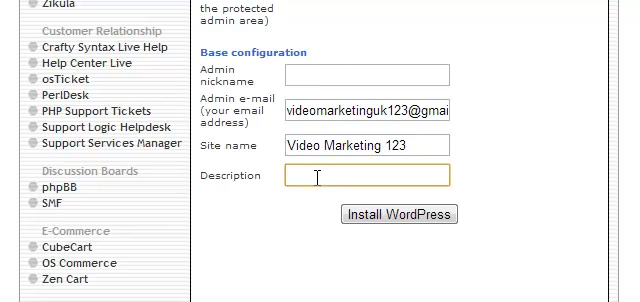 Zikula
Customer Relationship
Crafty Syntax Live Help
Help Center Live
osTicket
PerlDesk
PHP Support Tickets
Support Logic Helpdesk
Support Services Manager
Discussion Boards
phpBB
SMF
E-Commerce
CubeCart
OS Commerce
Zen Cart
the protected
admin area)
Base configuration
Admin
nickname
Admin e-mail
(your email
address)
videomarketinguk123@gmai
Site name
Video Marketing 123
Description
Install WordPress